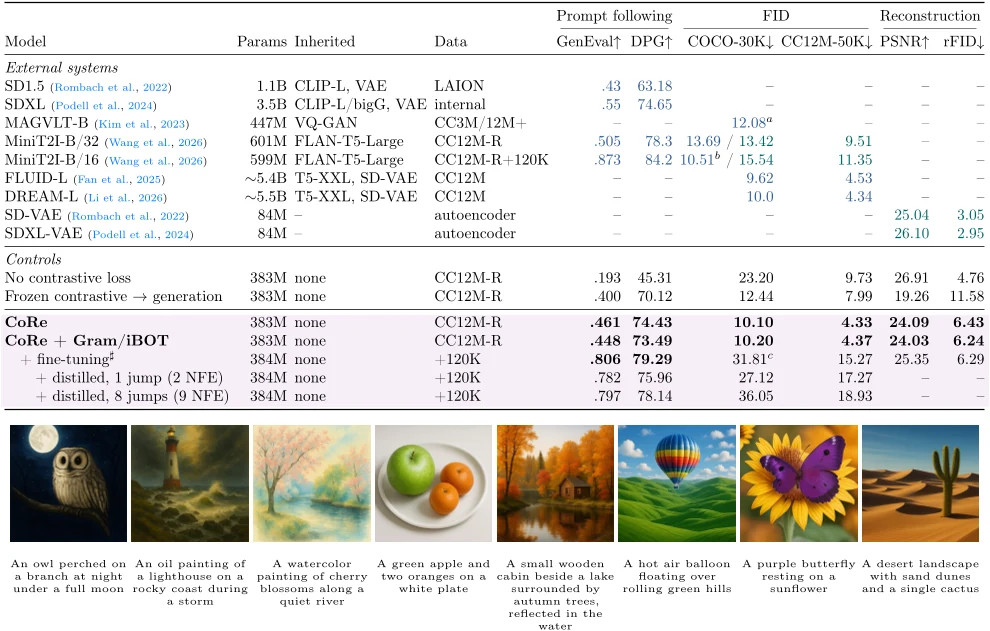 Prompt following FID Reconstruction
Model Params Inherited Data GenEval↑ DPG↑ COCO-30K↓ CC12M-50K↓ PSNR↑ rFID↓
External systems
SD1.5 (Rombach et al., 2022) 1.1B CLIP-L, VAE LAION .43 63.18 – – – –
SDXL (Podell et al., 2024) 3.5B CLIP-L/bigG, VAE internal .55 74.65 – – – –
MAGVLT-B (Kim et al., 2023) 447M VQ-GAN CC3M/12M+ – – 12.08ᵃ – – –
MiniT2I-B/32 (Wang et al., 2026) 601M FLAN-T5-Large CC12M-R .505 78.3 13.69 / 13.42 9.51 – –
MiniT2I-B/16 (Wang et al., 2026) 599M FLAN-T5-Large CC12M-R+120K .873 84.2 10.51ᵇ / 15.54 11.35 – –
FLUID-L (Fan et al., 2025) ~5.4B T5-XXL, SD-VAE CC12M – – 9.62 4.53 – –
DREAM-L (Li et al., 2026) ~5.5B T5-XXL, SD-VAE CC12M – – 10.0 4.34 – –
SD-VAE (Rombach et al., 2022) 84M – autoencoder – – – – 25.04 3.05
SDXL-VAE (Podell et al., 2024) 84M – autoencoder – – – – 26.10 2.95
Controls
No contrastive loss 383M none CC12M-R .193 45.31 23.20 9.73 26.91 4.76
Frozen contrastive → generation 383M none CC12M-R .400 70.12 12.44 7.99 19.26 11.58
CoRe 383M none CC12M-R .461 74.43 10.10 4.33 24.09 6.43
CoRe + Gram/iBOT 383M none CC12M-R .448 73.49 10.20 4.37 24.03 6.24
+ fine-tuning♯ 384M none +120K .806 79.29 31.81ᶜ 15.27 25.35 6.29
+ distilled, 1 jump (2 NFE) 384M none +120K .782 75.96 27.12 17.27 – –
+ distilled, 8 jumps (9 NFE) 384M none +120K .797 78.14 36.05 18.93 – –
An owl perched on
a branch at night
under a full moon
An oil painting of
a lighthouse on a
rocky coast during
a storm
A watercolor
painting of cherry
blossoms along a
quiet river
A green apple and
two oranges on a
white plate
A small wooden
cabin beside a lake
surrounded by
autumn trees,
reflected in the
water
A hot air balloon
floating over
rolling green hills
A purple butterfly
resting on a
sunflower
A desert landscape
with sand dunes
and a single cactus